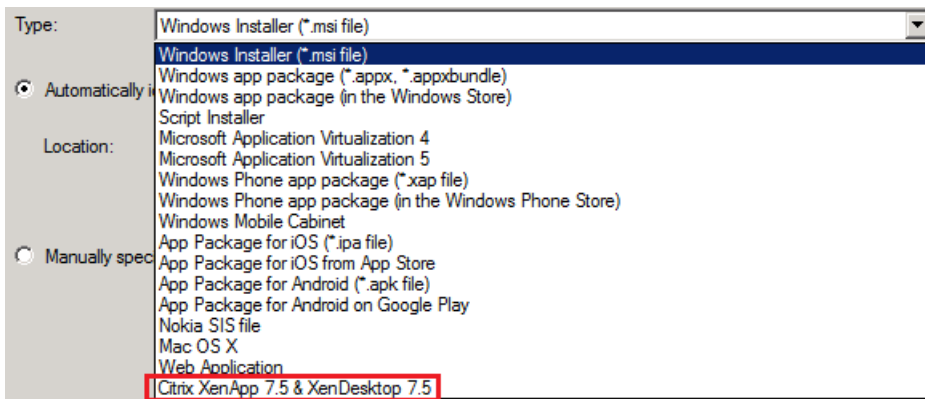 Type:
Windows Installer (*.msi file)
Windows Installer (*.msi file)
Windows app package (*.appx, *.appxbundle)
Automatically i
Windows app package (in the Windows Store)
Script Installer
Location:
Microsoft Application Virtualization 4
Microsoft Application Virtualization 5
Windows Phone app package (*.xap file)
Windows Phone app package (in the Windows Phone Store)
Windows Mobile Cabinet
App Package for iOS (*.ipa file)
Manually spec
App Package for iOS from App Store
App Package for Android (*.apk file)
App Package for Android on Google Play
Nokia SIS file
Mac OS X
Web Application
Citrix XenApp 7.5 & XenDesktop 7.5